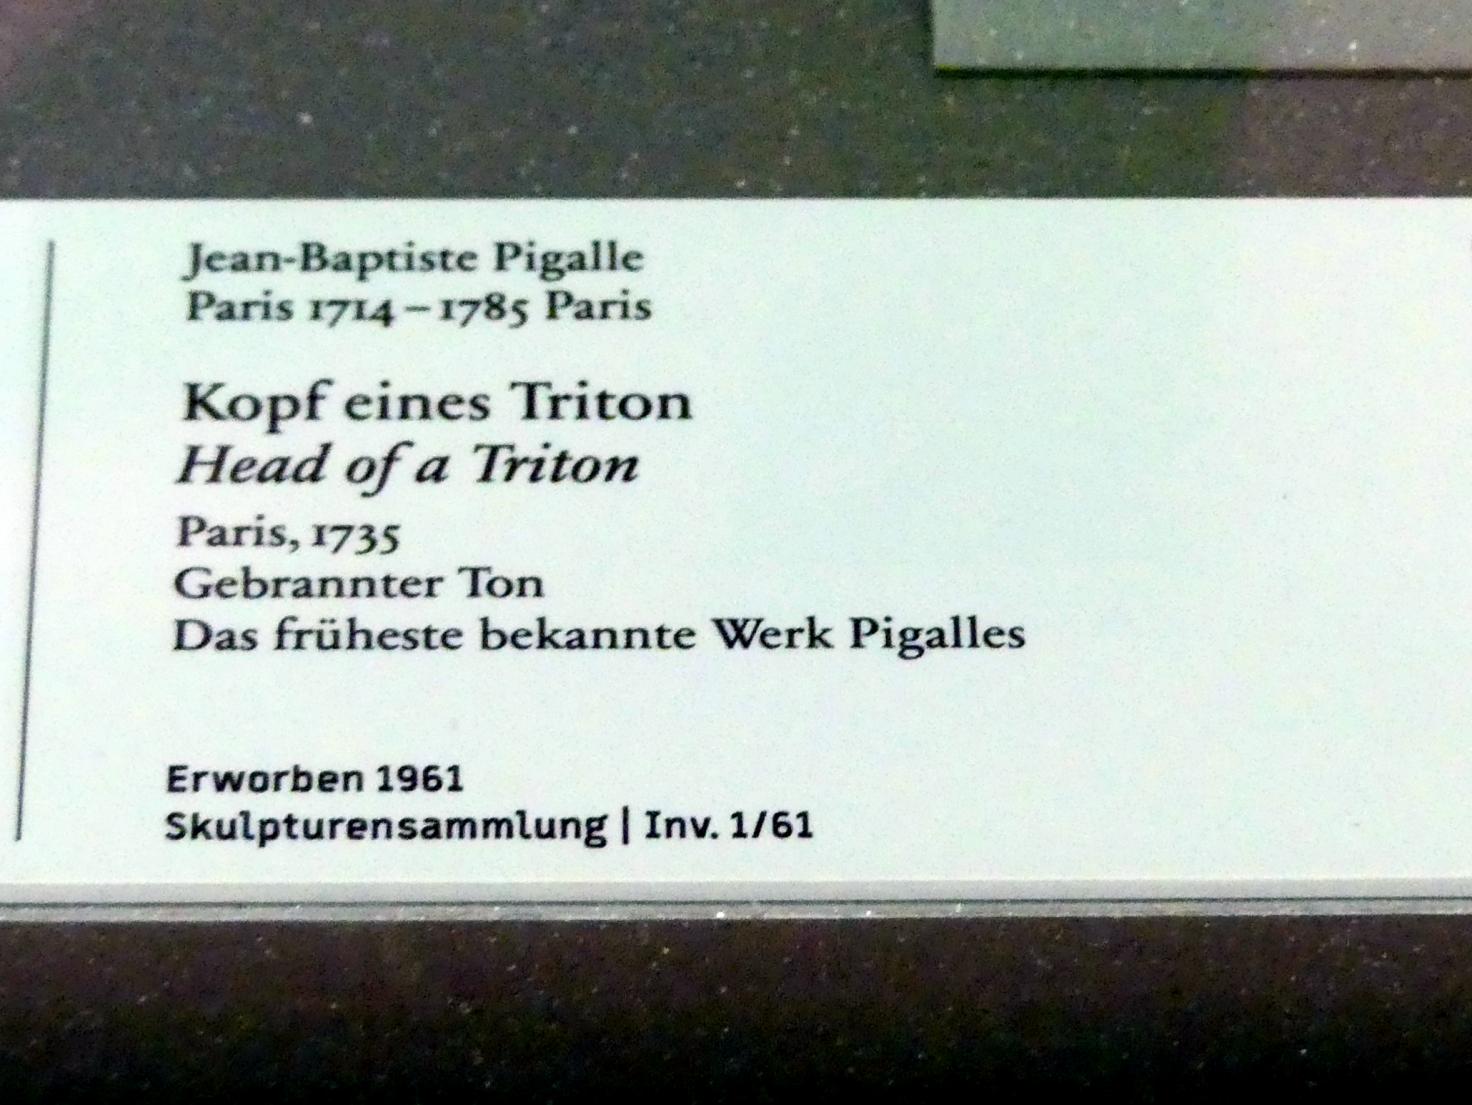 Jean-Baptiste Pigalle
Paris 1714 – 1785 Paris
Kopf eines Triton
Head of a Triton
Paris, 1735
Gebrannter Ton
Das früheste bekannte Werk Pigalles
Erworben 1961
Skulpturensammlung | Inv. 1/61